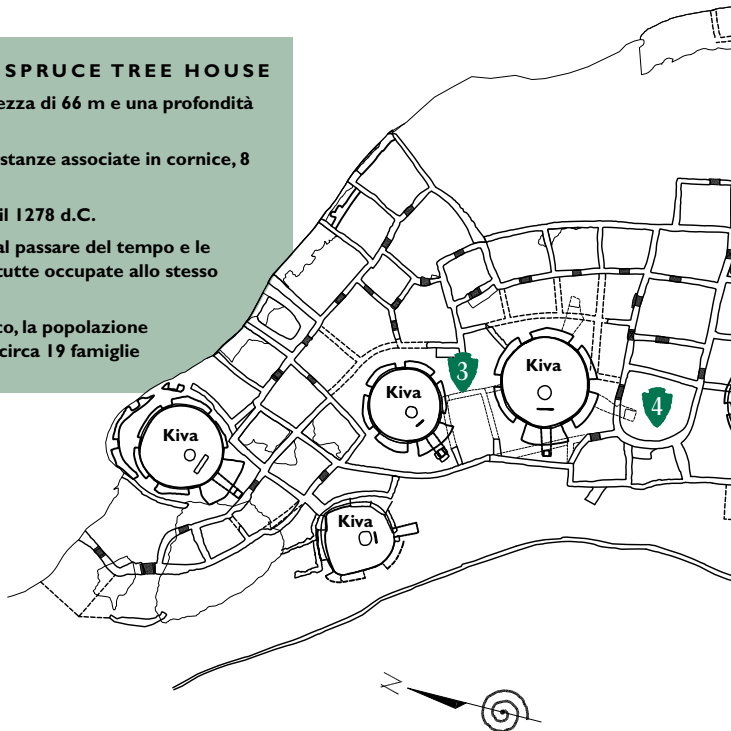 SPRUCE TREE HOUSE
ezza di 66 m e una profondità
stanze associate in cornice, 8
il 1278 d.C.
al passare del tempo e le
tutte occupate allo stesso
co, la popolazione
circa 19 famiglie
3
Kiva
Kiva
4
Kiva
Kiva
N